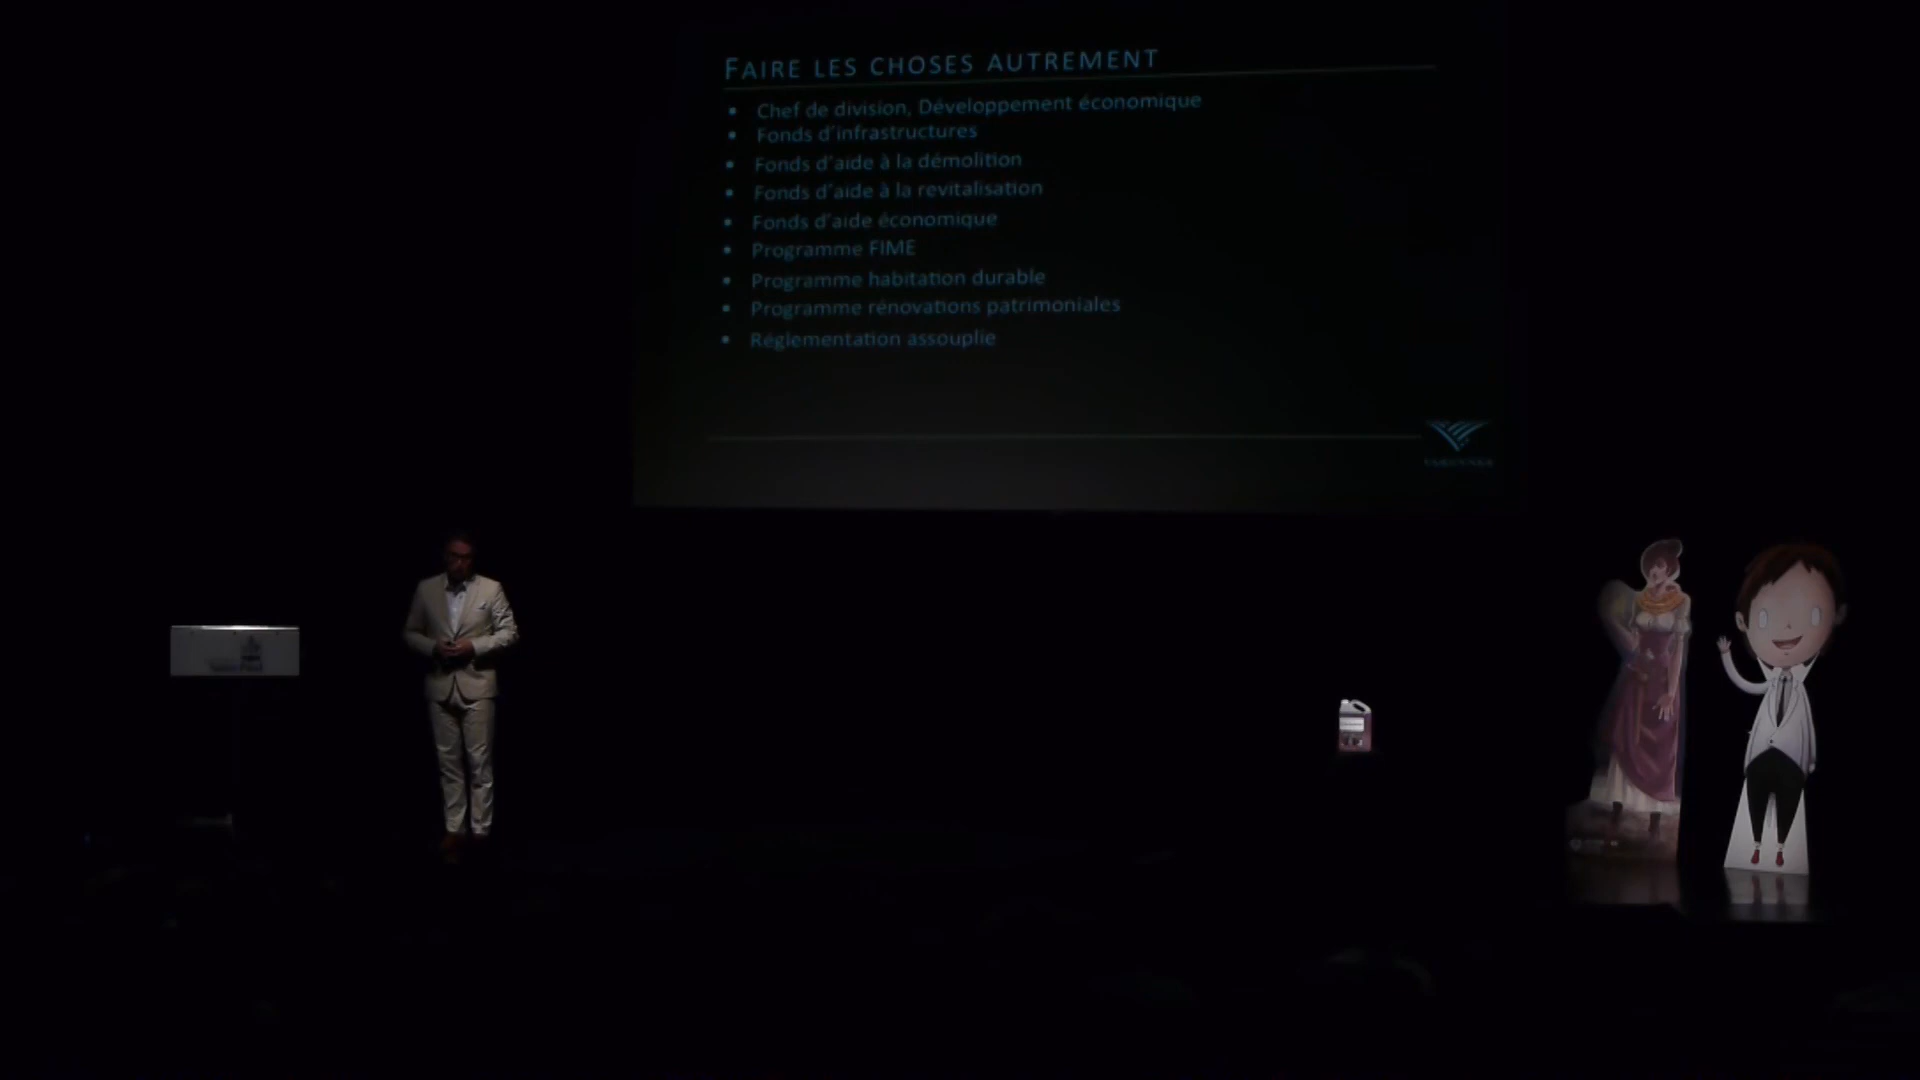 FAIRE LES CHOSES AUTREMENT
• Chef de division, Développement économique
• Fonds d'infrastructures
• Fonds d'aide à la démolition
• Fonds d'aide à la revitalisation
• Fonds d'aide économique
• Programme FIME
• Programme habitation durable
• Programme rénovations patrimoniales
• Réglementation assouplie